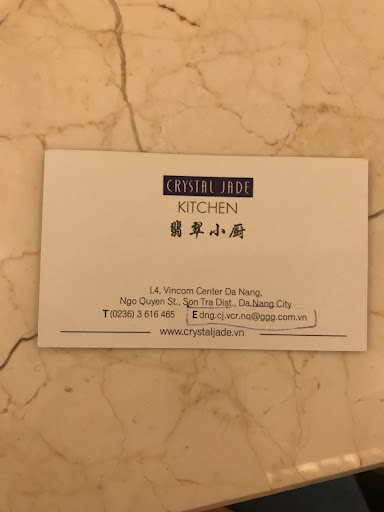 CRYSTAL JADE
KITCHEN
翡翠小厨
L4, Vincom Center Da Nang,
Ngo Quyen St., Son Tra Dist., Da Nang City
T (0236) 3 616 465 E dng.cj.vcr.nq@ggg.com.vn
www.crystaljade.vn